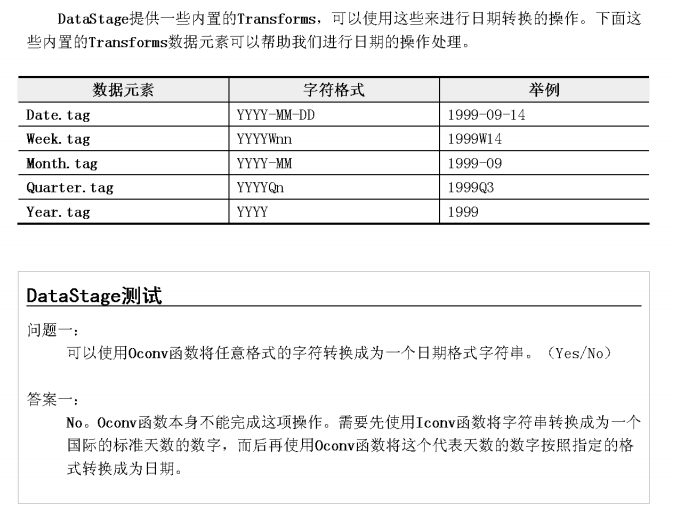 DataStage提供一些内置的Transforms，可以使用这些来进行日期转换的操作。下面这
些内置的Transforms数据元素可以帮助我们进行日期的操作处理。
数据元素 字符格式 举例
Date.tag YYYY-MM-DD 1999-09-14
Week.tag YYYYWnn 1999W14
Month.tag YYYY-MM 1999-09
Quarter.tag YYYYQn 1999Q3
Year.tag YYYY 1999
DataStage测试
问题一：
可以使用Oconv函数将任意格式的字符转换成为一个日期格式字符串。（Yes/No）
答案一：
No。Oconv函数本身不能完成这项操作。需要先使用Iconv函数将字符串转换成为一个
国际的标准天数的数字，而后再使用Oconv函数将这个代表天数的数字按照指定的格
式转换成为日期。